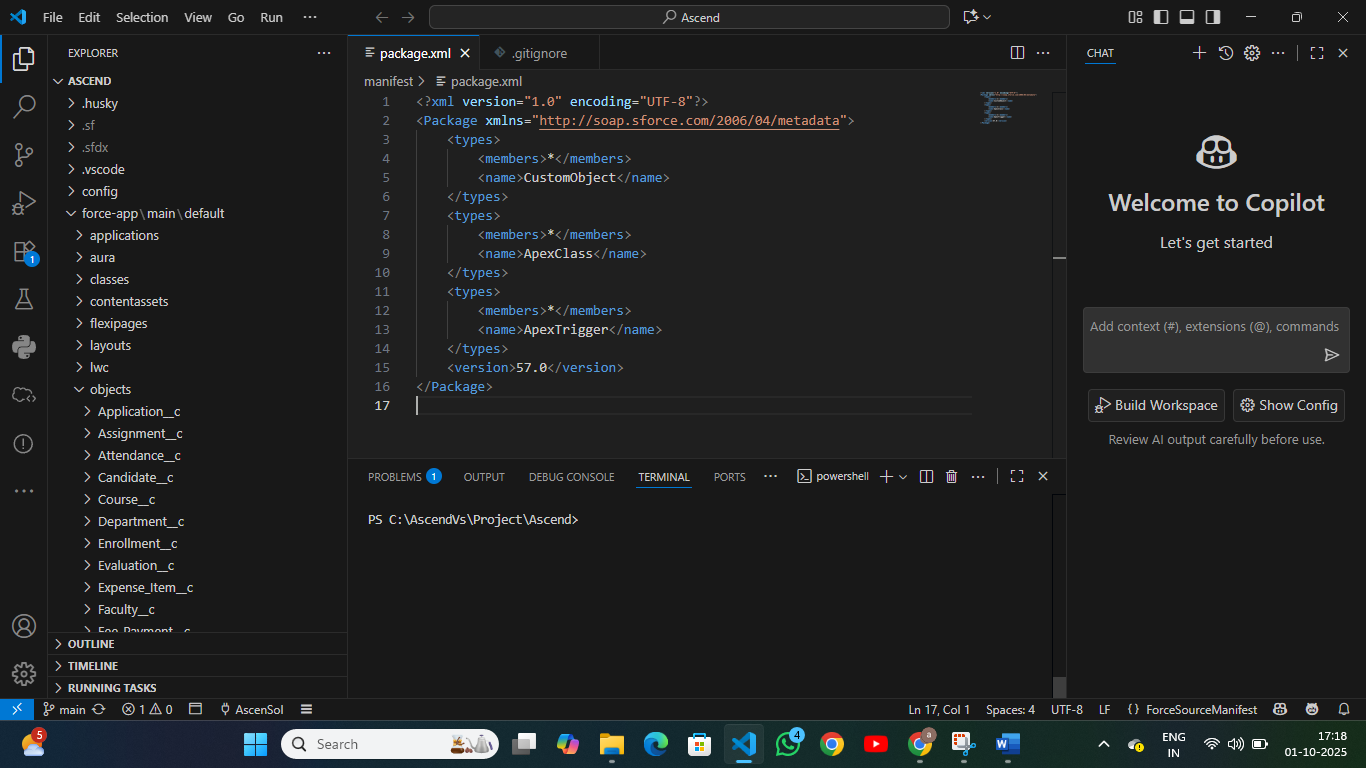 File Edit Selection View Go Run ···
Ascend
EXPLORER
ASCEND
.husky
.sf
.sfdx
.vscode
config
force-app\main\default
applications
aura
classes
contentassets
flexipages
layouts
lwc
objects
Application__c
Assignment__c
Attendance__c
Candidate__c
Course__c
Department__c
Enrollment__c
Evaluation__c
Expense_Item__c
Faculty__c
Fee_Payment__c
OUTLINE
TIMELINE
RUNNING TASKS
1
package.xml
.gitignore
manifest > package.xml
1 <?xml version="1.0" encoding="UTF-8"?>
2 <Package xmlns="http://soap.sforce.com/2006/04/metadata">
3 <types>
4 <members>*</members>
5 <name>CustomObject</name>
6 </types>
7 <types>
8 <members>*</members>
9 <name>ApexClass</name>
10 </types>
11 <types>
12 <members>*</members>
13 <name>ApexTrigger</name>
14 </types>
15 <version>57.0</version>
16 </Package>
17
PROBLEMS 1 OUTPUT DEBUG CONSOLE TERMINAL PORTS ··· powershell
PS C:\AscendVs\Project\Ascend>
CHAT
Welcome to Copilot
Let's get started
Add context (#), extensions (@), commands
Build Workspace Show Config
Review AI output carefully before use.
main 1 0 AscenSol
Ln 17, Col 1 Spaces: 4 UTF-8 LF {} ForceSourceManifest
5
Search
4
a
ENG
IN
17:18
01-10-2025